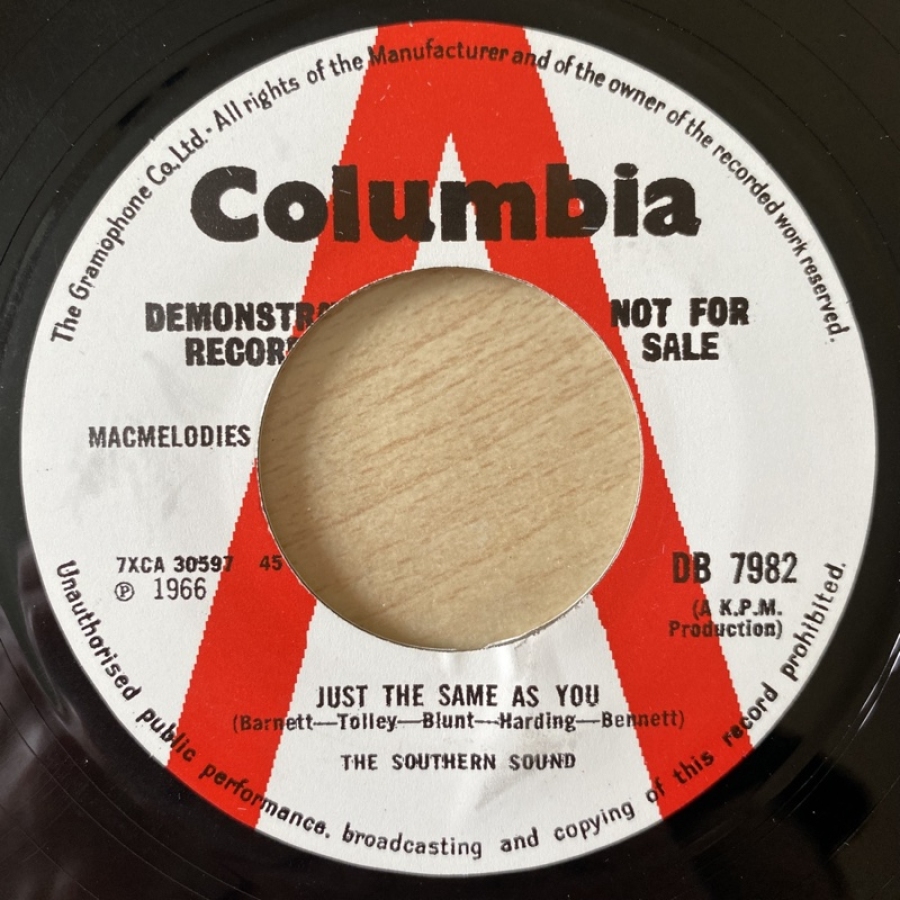 The Gramophone Co., Ltd. · All rights of the Manufacturer and of the owner of the recorded work reserved.
Columbia
DEMONSTRA
RECOR
NOT FOR
SALE
MACMELODIES
7XCA 30597 45
℗ 1966
DB 7982
(A K.P.M.
Production)
JUST THE SAME AS YOU
(Barnett—Tolley—Blunt—Harding—Bennett)
THE SOUTHERN SOUND
Unauthorised public performance, broadcasting and copying of this record prohibited.